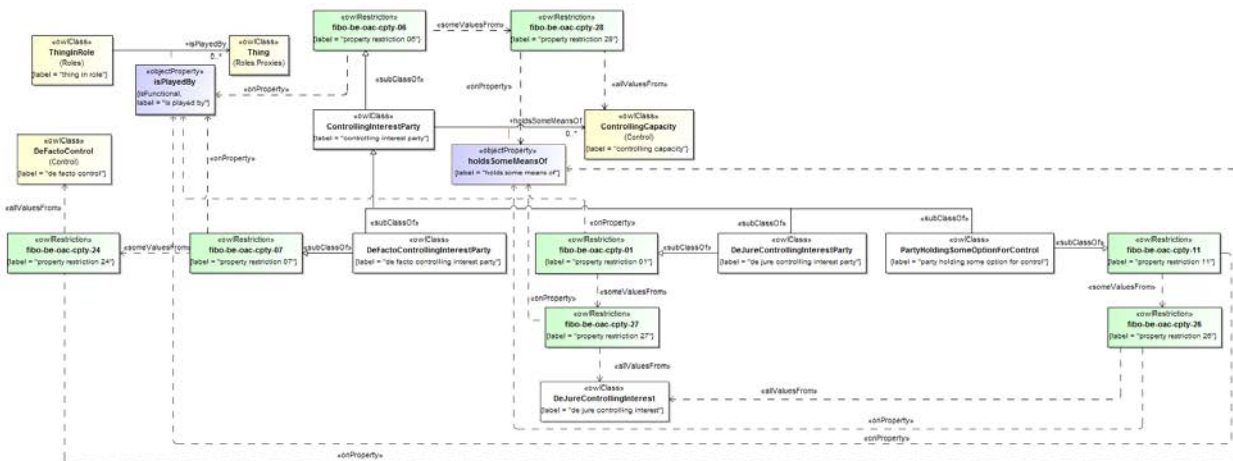 «owlRestriction»
fibo-be-oac-cpty-06
[label = "property restriction 06"]
«someValuesFrom»
«owlRestriction»
fibo-be-oac-cpty-28
[label = "property restriction 28"]
«owlClass»
ThingInRole
(Roles)
[label = "thing in role"]
+isPlayedBy
0..*
«owlClass»
Thing
(Roles Proxies)
«objectProperty»
isPlayedBy
[isFunctional,
label = "is played by"]
«onProperty»
«subClassOf»
«onProperty»
«allValuesFrom»
«owlClass»
ControllingInterestParty
[label = "controlling interest party"]
+holdsSomeMeansOf
0..*
«owlClass»
ControllingCapacity
(Control)
[label = "controlling capacity"]
«owlClass»
DeFactoControl
(Control)
[label = "de facto control"]
«objectProperty»
holdsSomeMeansOf
[label = "holds some means of"]
«onProperty»
«allValuesFrom»
«subClassOf»
«onProperty»
«subClassOf»
«subClassOf»
«owlRestriction»
fibo-be-oac-cpty-24
[label = "property restriction 24"]
«someValuesFrom»
«owlRestriction»
fibo-be-oac-cpty-07
[label = "property restriction 07"]
«subClassOf»
«owlClass»
DeFactoControllingInterestParty
[label = "de facto controlling interest party"]
«owlRestriction»
fibo-be-oac-cpty-01
[label = "property restriction 01"]
«subClassOf»
«owlClass»
DeJureControllingInterestParty
[label = "de jure controlling interest party"]
«owlClass»
PartyHoldingSomeOptionForControl
[label = "party holding some option for control"]
«subClassOf»
«owlRestriction»
fibo-be-oac-cpty-11
[label = "property restriction 11"]
«someValuesFrom»
«someValuesFrom»
«onProperty»
«owlRestriction»
fibo-be-oac-cpty-27
[label = "property restriction 27"]
«owlRestriction»
fibo-be-oac-cpty-26
[label = "property restriction 26"]
«allValuesFrom»
«owlClass»
DeJureControllingInterest
[label = "de jure controlling interest"]
«allValuesFrom»
«onProperty»
«onProperty»
«onProperty»